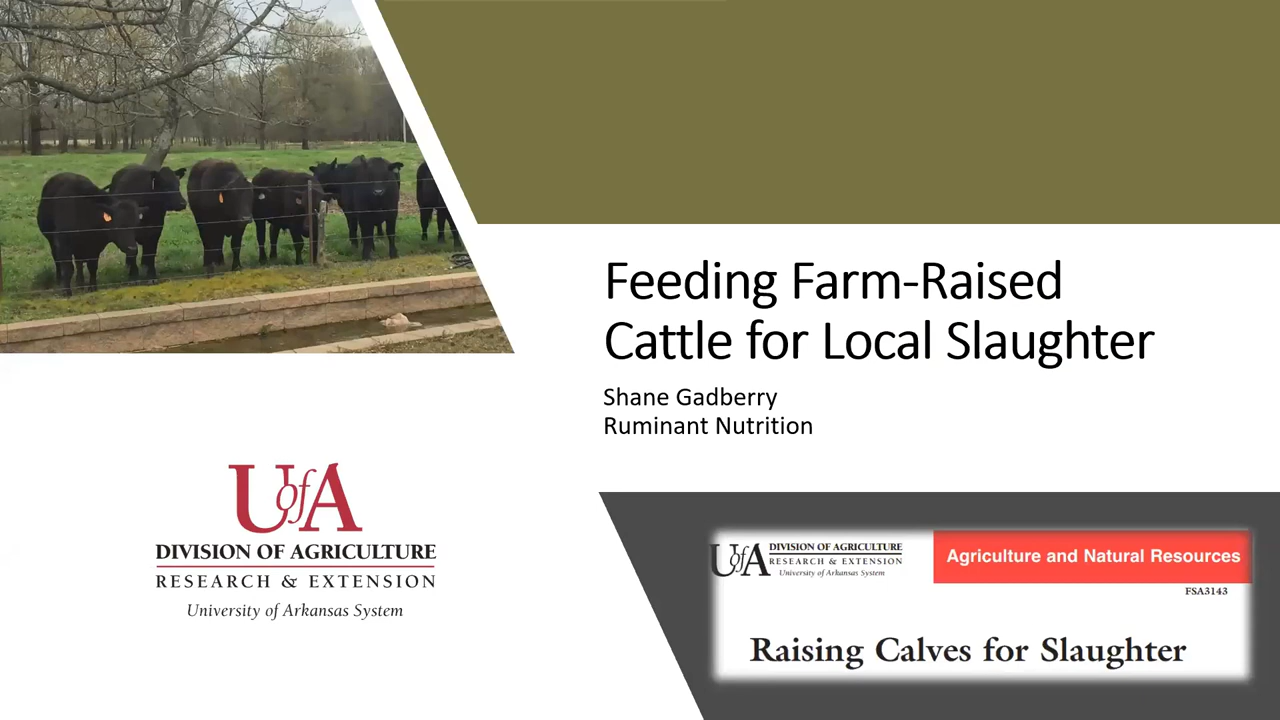 Feeding Farm-Raised
Cattle for Local Slaughter
Shane Gadberry
Ruminant Nutrition
UofA
DIVISION OF AGRICULTURE
RESEARCH & EXTENSION
University of Arkansas System
UofA
DIVISION OF AGRICULTURE
RESEARCH & EXTENSION
University of Arkansas System
Agriculture and Natural Resources
FSA3143
Raising Calves for Slaughter